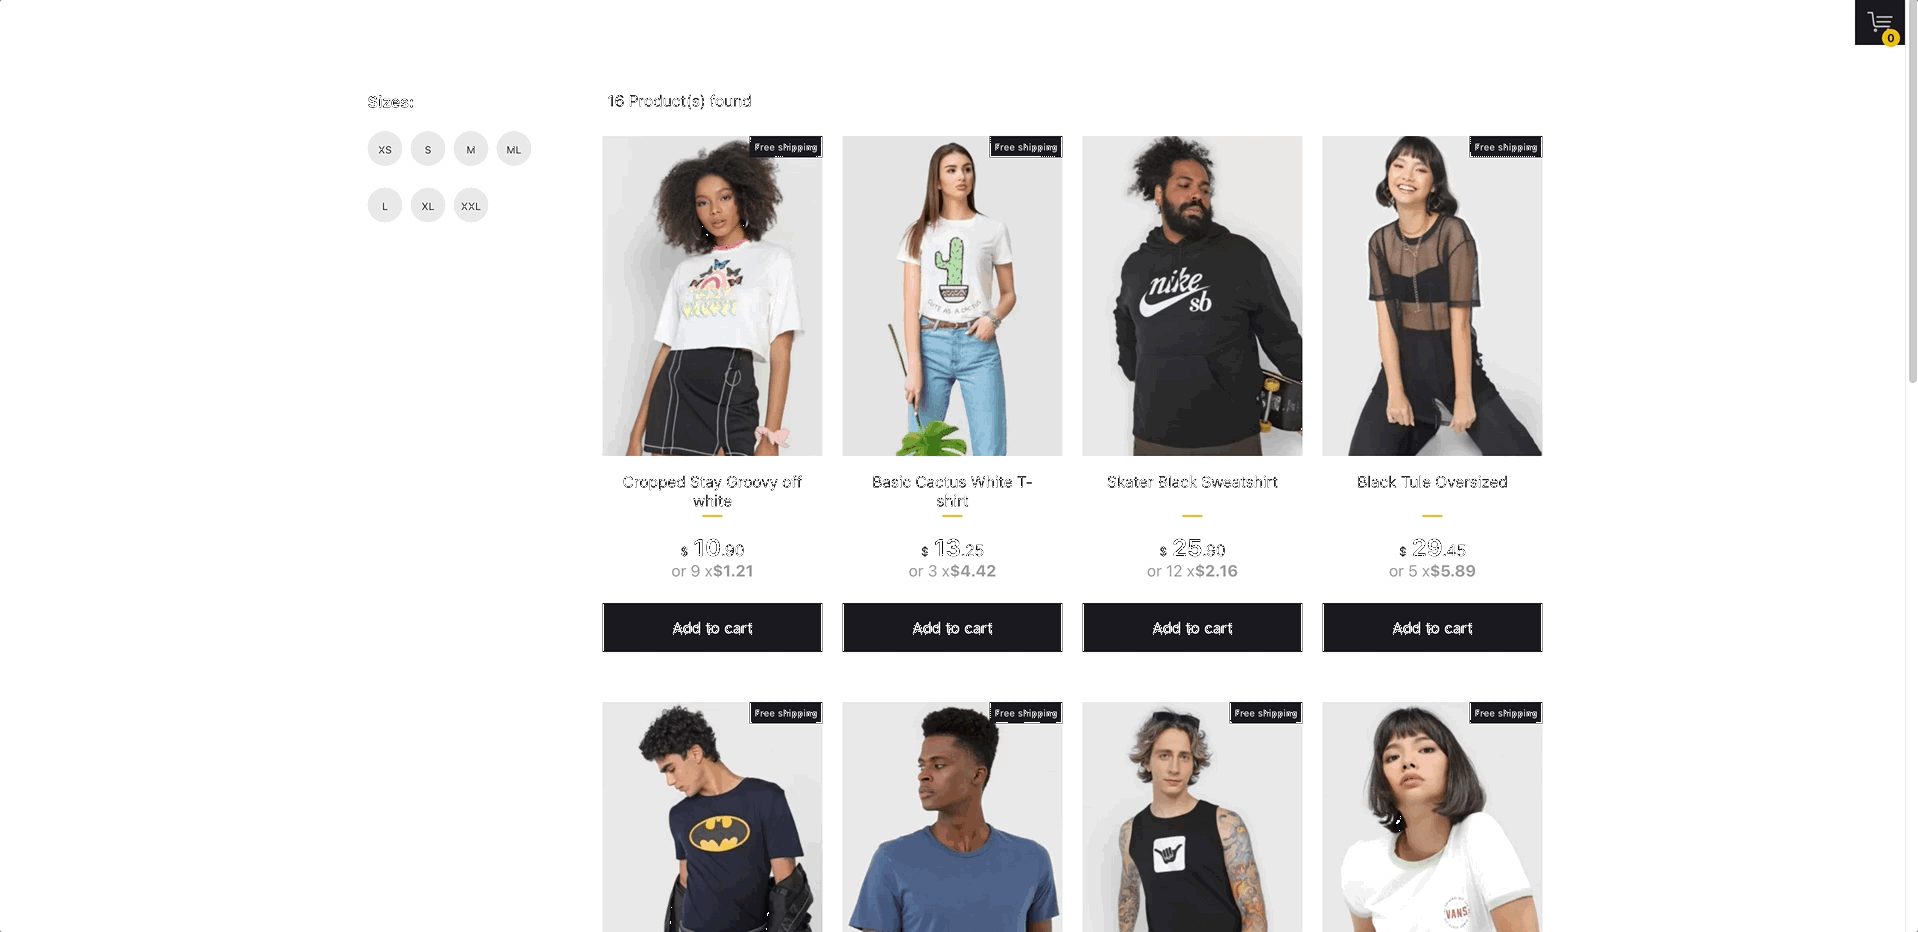 0
Sizes:
16 Product(s) found
XS
S
M
ML
L
XL
XXL
Free shipping
Free shipping
Free shipping
CUTE AS A CACTUS
nike
sb
Cropped Stay Groovy off
white
$ 10.90
or 9 x$1.21
Add to cart
Basic Cactus White T-
shirt
$ 13.25
or 3 x$4.42
Add to cart
Skater Black Sweatshirt
$ 25.90
or 12 x$2.16
Add to cart
Black Tule Oversized
$ 29.45
or 5 x$5.89
Add to cart
Free shipping
Free shipping
Free shipping
Free shipping
VANS